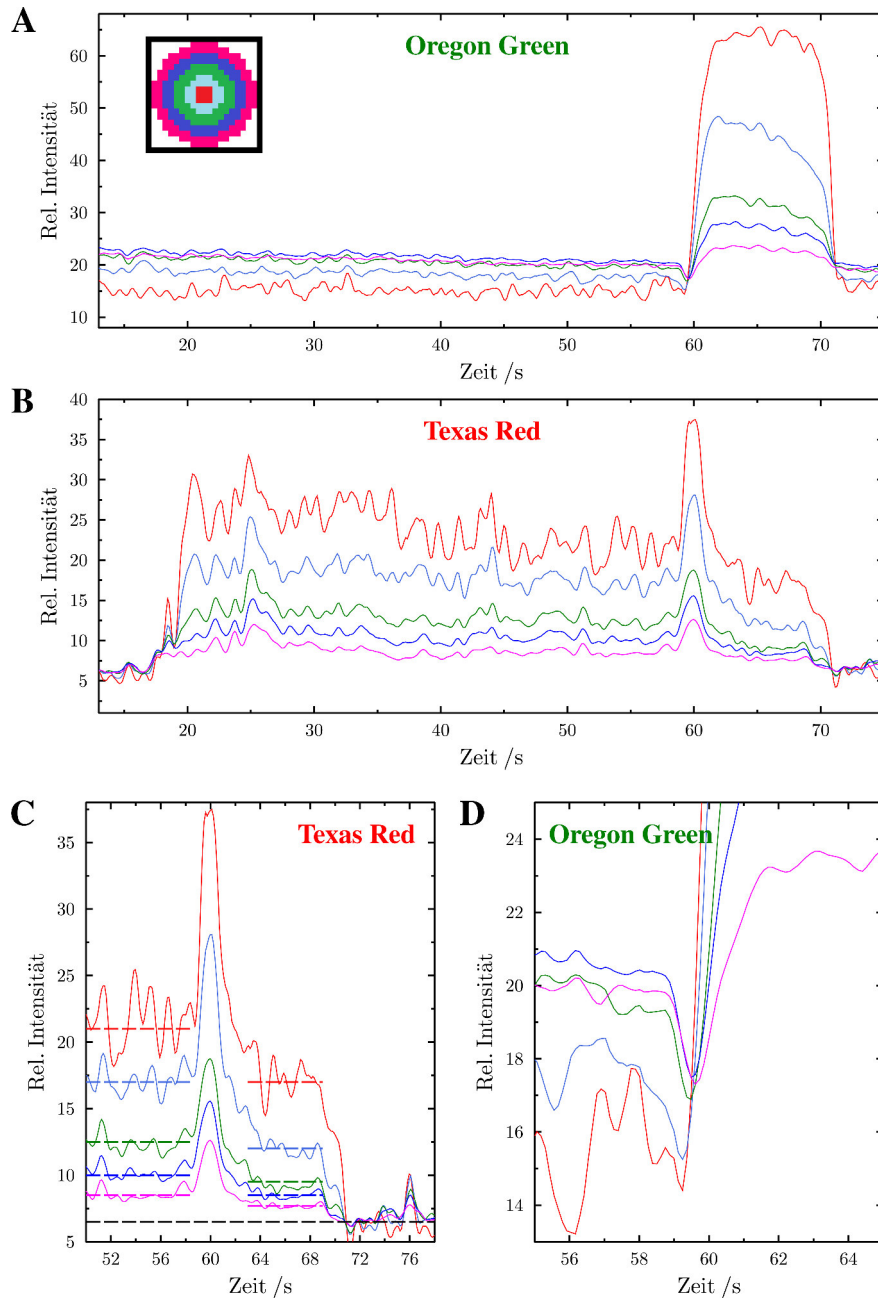 A
Oregon Green
Rel. Intensität
60
50
40
30
20
10
20 30 40 50 60 70
Zeit /s
B
Texas Red
Rel. Intensität
40
35
30
25
20
15
10
5
20 30 40 50 60 70
Zeit /s
C
Texas Red
Rel. Intensität
35
30
25
20
15
10
5
52 56 60 64 68 72 76
Zeit /s
D
Oregon Green
Rel. Intensität
24
22
20
18
16
14
56 58 60 62 64
Zeit /s